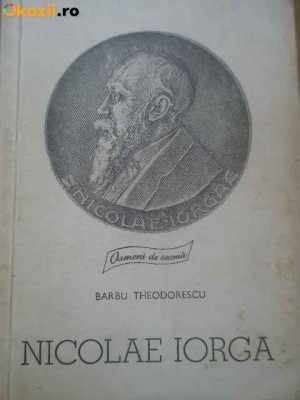 Okazii.ro
NICOLAE IORGA
Oameni de seamă
BARBU THEODORESCU
NICOLAE IORGA